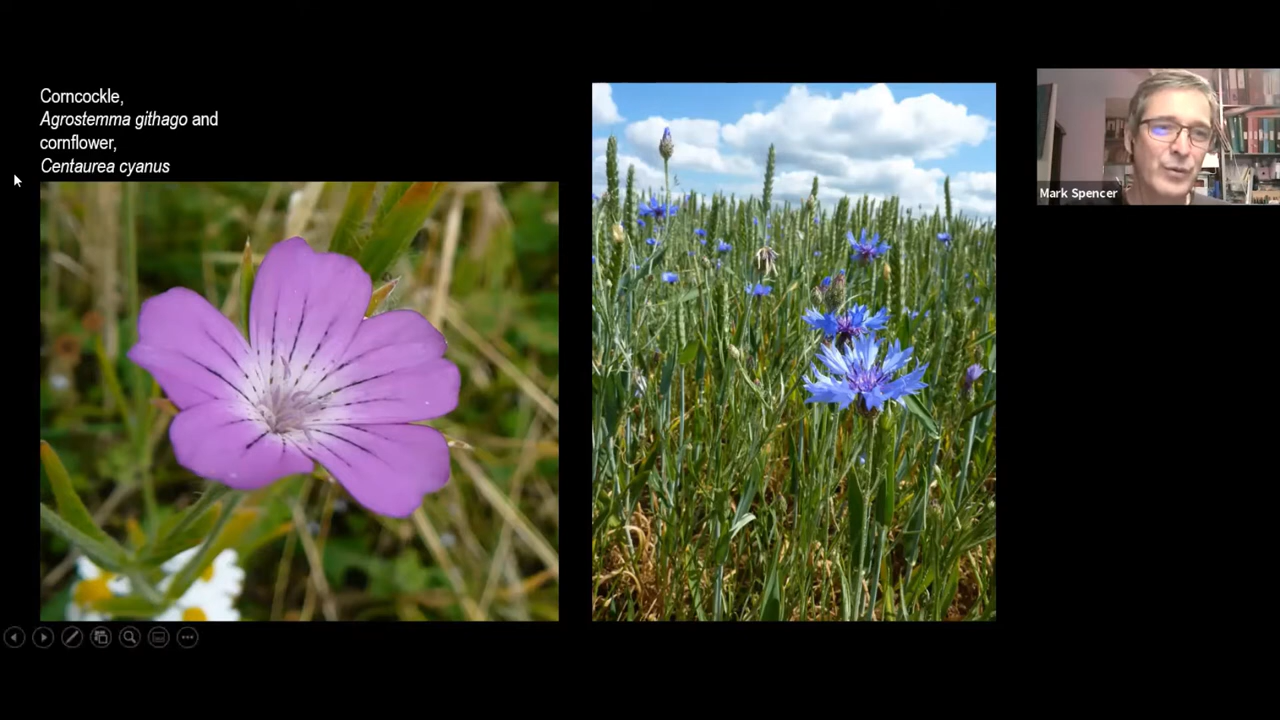 Corncockle,
Agrostemma githago and
cornflower,
Centaurea cyanus
Mark Spencer